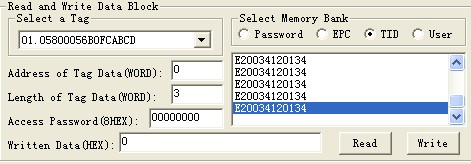 Read and Write Data Block
Select a Tag
01.05800056B0FCABCD
Select Memory Bank
Password EPC TID User
Address of Tag Data(WORD): 0
Length of Tag Data(WORD): 3
Access Password(8HEX): 00000000
E20034120134
E20034120134
E20034120134
E20034120134
E20034120134
Written Data(HEX): 0
Read Write